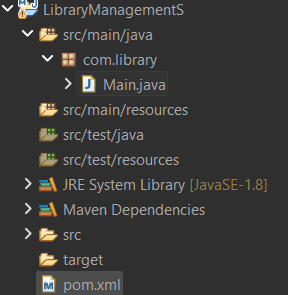 LibraryManagementS
src/main/java
com.library
Main.java
src/main/resources
src/test/java
src/test/resources
JRE System Library [JavaSE-1.8]
Maven Dependencies
src
target
pom.xml